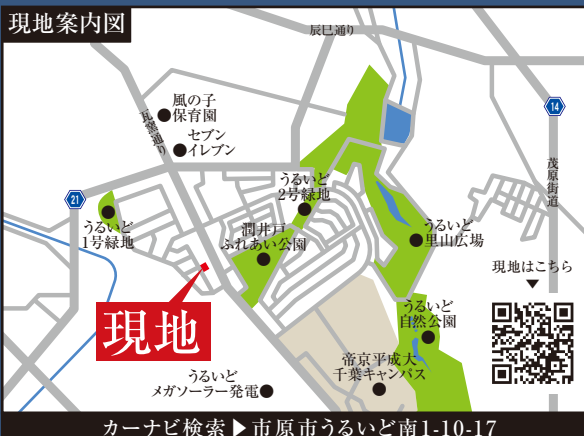 現地案内図
辰巳通り
14
風の子
保育園
瓦窯通り
セブン
イレブン
茂原街道
うるいど
2号緑地
21
うるいど
1号緑地
潤井戸
ふれあい公園
うるいど
里山広場
現地はこちら
▼
現地
うるいど
自然公園
帝京平成大
千葉キャンパス
うるいど
メガソーラー発電
カーナビ検索▶市原市うるいど南1-10-17